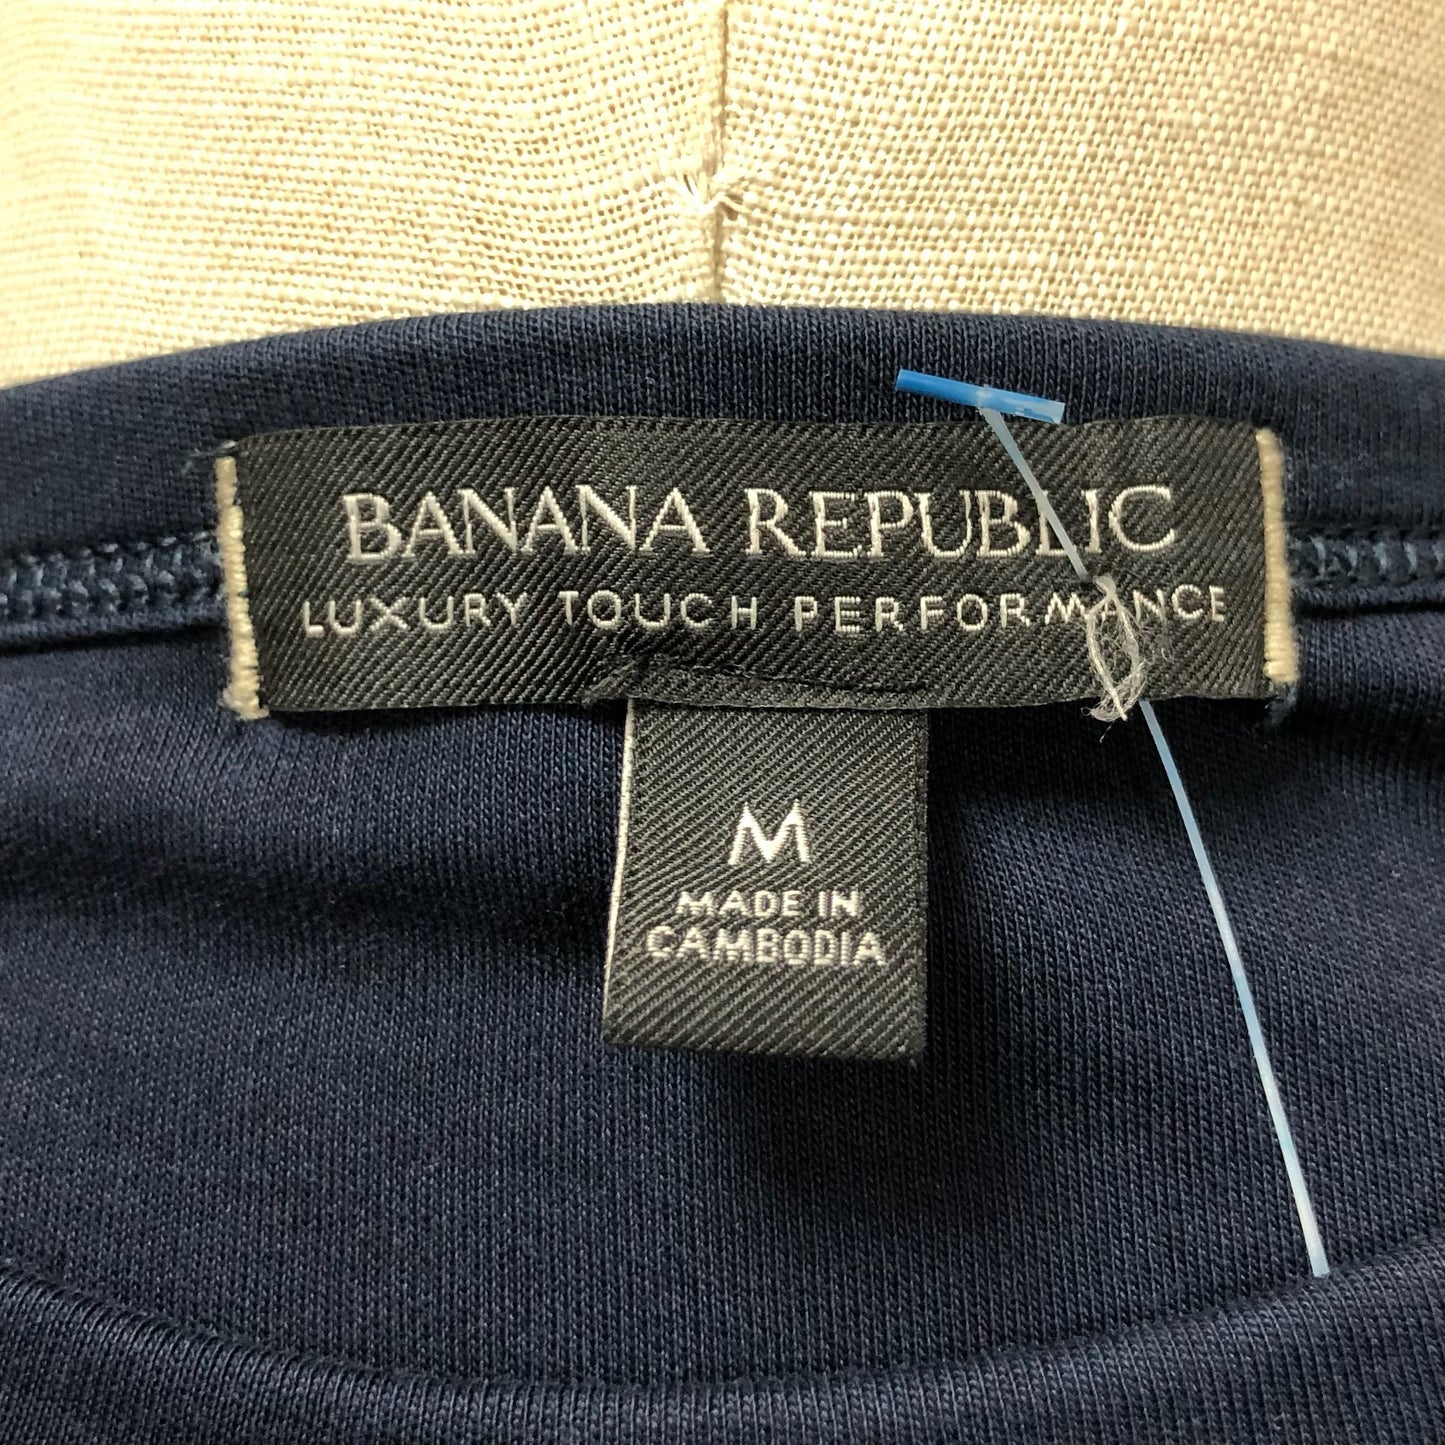 BANANA REPUBLIC
LUXURY TOUCH PERFORMANCE
M
MADE IN
CAMBODIA